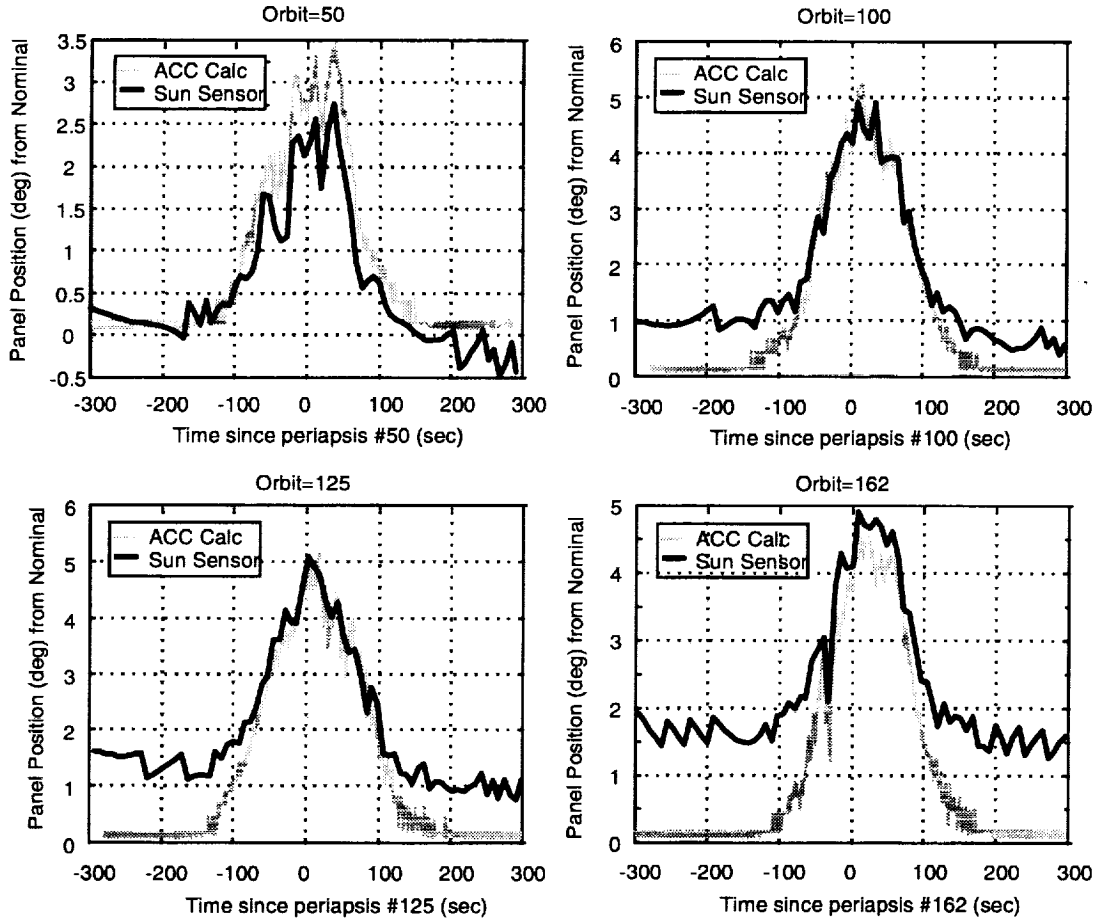 Orbit=50
3.5
3
2.5
2
1.5
1
0.5
0
-0.5
Panel Position (deg) from Nominal
ACC Calc
Sun Sensor
-300 -200 -100 0 100 200 300
Time since periapsis #50 (sec)
Orbit=100
6
5
4
3
2
1
0
Panel Position (deg) from Nominal
ACC Calc
Sun Sensor
-300 -200 -100 0 100 200 300
Time since periapsis #100 (sec)
Orbit=125
6
5
4
3
2
1
0
Panel Position (deg) from Nominal
ACC Calc
Sun Sensor
-300 -200 -100 0 100 200 300
Time since periapsis #125 (sec)
Orbit=162
5
4
3
2
1
0
Panel Position (deg) from Nominal
ACC Calc
Sun Sensor
-300 -200 -100 0 100 200 300
Time since periapsis #162 (sec)